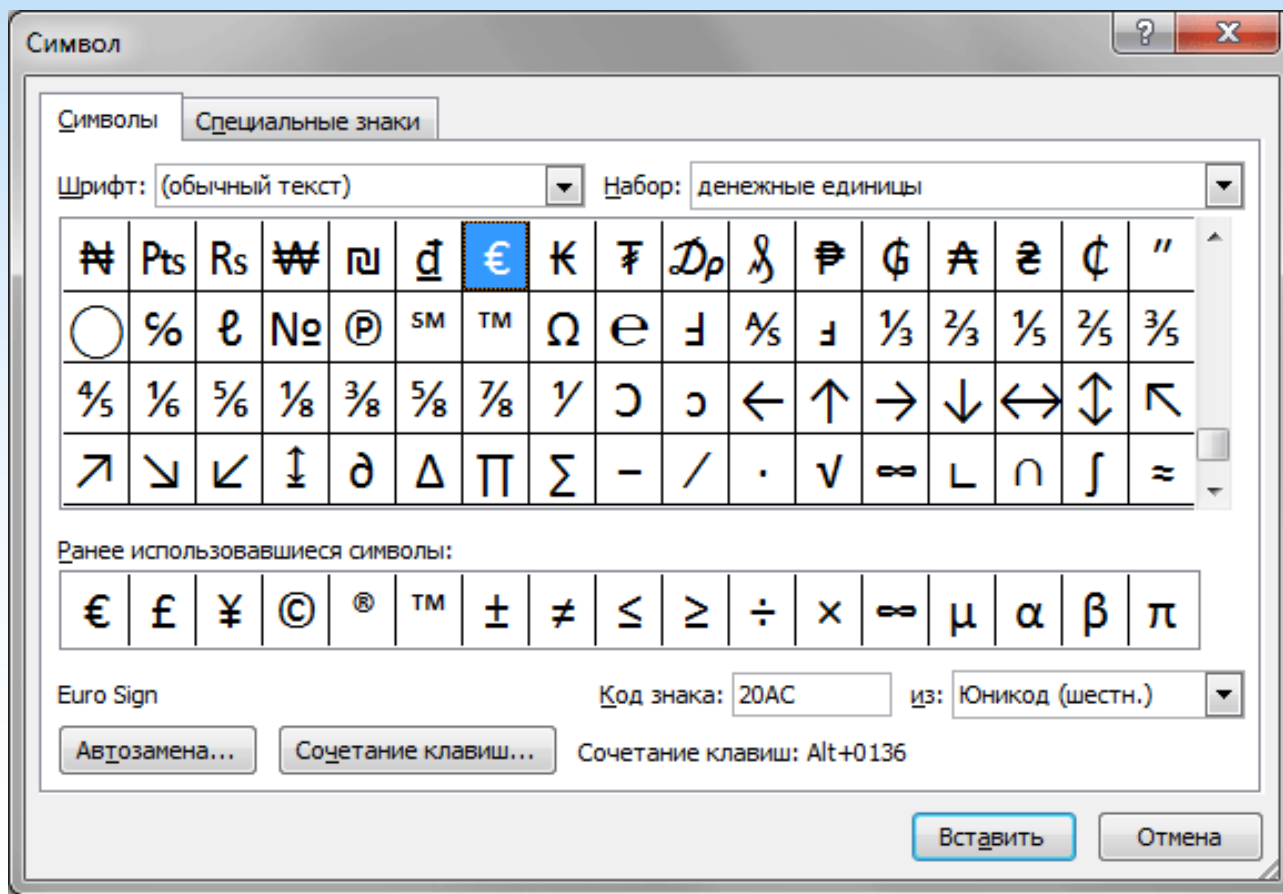 Символ
Символы Специальные знаки
Шрифт: (обычный текст) Набор: денежные единицы
₦ ₧ ₨ ₩ ₪ ₫ € ₭ ₮ ₯ ₰ ₱ ₲ ₳ ₴ ₵ ″
⃝ ℅ ℓ № ℗ ℠ ™ Ω ℮ Ⅎ ⅍ ⅎ ⅓ ⅔ ⅕ ⅖ ⅗
⅘ ⅙ ⅚ ⅛ ⅜ ⅝ ⅞ ⅟ Ↄ ↄ ← ↑ → ↓ ↔ ↕ ↖
↗ ↘ ↙ ↨ ∂ ∆ ∏ ∑ − ∕ ∙ √ ∞ ∟ ∩ ∫ ≈
Ранее использовавшиеся символы:
€ £ ¥ © ® ™ ± ≠ ≤ ≥ ÷ × ∞ µ α β π
Euro Sign Код знака: 20AC из: Юникод (шестн.)
Автозамена... Сочетание клавиш... Сочетание клавиш: Alt+0136
Вставить Отмена